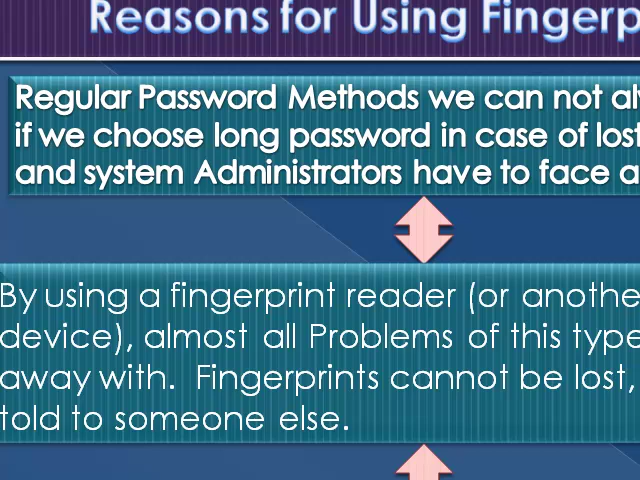 Reasons for Using Fingerp
Regular Password Methods we can not al
if we choose long password in case of lost
and system Administrators have to face a
By using a fingerprint reader (or anothe
device), almost all Problems of this type
away with. Fingerprints cannot be lost,
told to someone else.